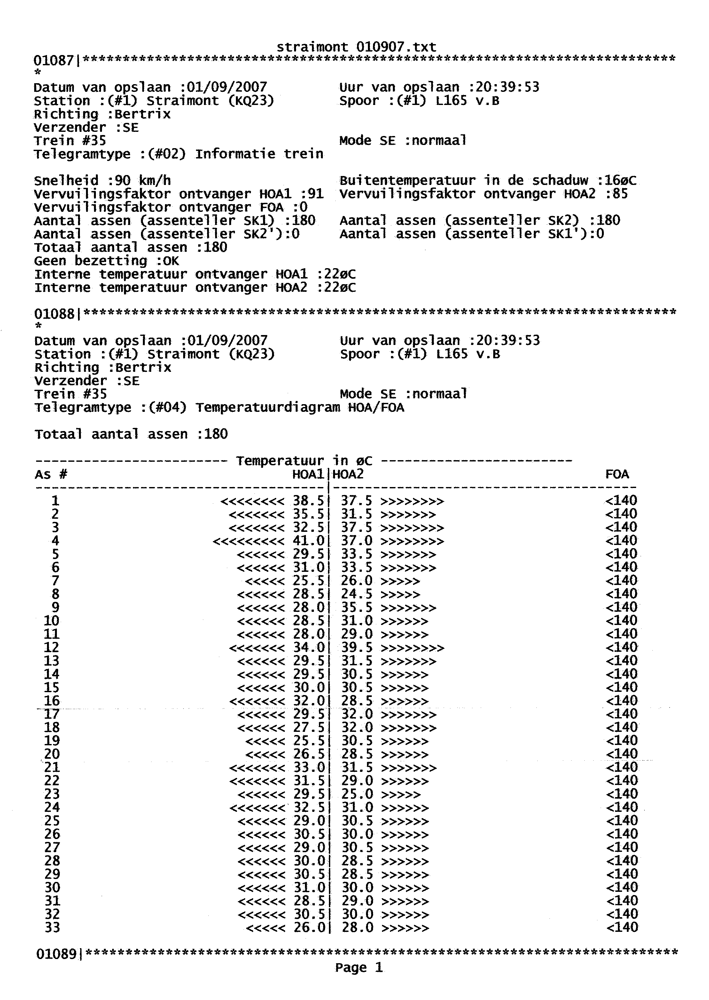 straimont 010907.txt
01087|**************************************************************************
*
Datum van opslaan :01/09/2007 Uur van opslaan :20:39:53
Station :(#1) Straimont (KQ23) Spoor :(#1) L165 v.B
Richting :Bertrix
Verzender :SE
Trein #35 Mode SE :normaal
Telegramtype :(#02) Informatie trein
Snelheid :90 km/h Buitentemperatuur in de schaduw :16øC
Vervuilingsfaktor ontvanger HOA1 :91 Vervuilingsfaktor ontvanger HOA2 :85
Vervuilingsfaktor ontvanger FOA :0
Aantal assen (assenteller SK1) :180 Aantal assen (assenteller SK2) :180
Aantal assen (assenteller SK2'):0 Aantal assen (assenteller SK1'):0
Totaal aantal assen :180
Geen bezetting :OK
Interne temperatuur ontvanger HOA1 :22øC
Interne temperatuur ontvanger HOA2 :22øC
01088|**************************************************************************
*
Datum van opslaan :01/09/2007 Uur van opslaan :20:39:53
Station :(#1) Straimont (KQ23) Spoor :(#1) L165 v.B
Richting :Bertrix
Verzender :SE
Trein #35 Mode SE :normaal
Telegramtype :(#04) Temperatuurdiagram HOA/FOA
Totaal aantal assen :180
------------------------ Temperatuur in øC ------------------------
As # HOA1|HOA2 FOA
------------------------------------|--------------------------------------
1 <<<<<<<< 38.5| 37.5 >>>>>>>> <140
2 <<<<<<< 35.5| 31.5 >>>>>>> <140
3 <<<<<<< 32.5| 37.5 >>>>>>>> <140
4 <<<<<<<<< 41.0| 37.0 >>>>>>>> <140
5 <<<<<< 29.5| 33.5 >>>>>>> <140
6 <<<<<< 31.0| 33.5 >>>>>>> <140
7 <<<<< 25.5| 26.0 >>>>> <140
8 <<<<<< 28.5| 24.5 >>>>> <140
9 <<<<<< 28.0| 35.5 >>>>>>> <140
10 <<<<<< 28.5| 31.0 >>>>>> <140
11 <<<<<< 28.0| 29.0 >>>>>> <140
12 <<<<<<< 34.0| 39.5 >>>>>>>> <140
13 <<<<<< 29.5| 31.5 >>>>>>> <140
14 <<<<<< 29.5| 30.5 >>>>>> <140
15 <<<<<< 30.0| 30.5 >>>>>> <140
16 <<<<<<< 32.0| 28.5 >>>>>> <140
17 <<<<<< 29.5| 32.0 >>>>>>> <140
18 <<<<<< 27.5| 32.0 >>>>>>> <140
19 <<<<< 25.5| 30.5 >>>>>> <140
20 <<<<< 26.5| 28.5 >>>>>> <140
21 <<<<<<< 33.0| 31.5 >>>>>>> <140
22 <<<<<<< 31.5| 29.0 >>>>>> <140
23 <<<<<< 29.5| 25.0 >>>>> <140
24 <<<<<<< 32.5| 31.0 >>>>>> <140
25 <<<<<< 29.0| 30.5 >>>>>> <140
26 <<<<<< 30.5| 30.0 >>>>>> <140
27 <<<<<< 29.0| 30.5 >>>>>> <140
28 <<<<<< 30.0| 28.5 >>>>>> <140
29 <<<<<< 30.5| 28.5 >>>>>> <140
30 <<<<<< 31.0| 30.0 >>>>>> <140
31 <<<<<< 28.5| 29.0 >>>>>> <140
32 <<<<<< 30.5| 30.0 >>>>>> <140
33 <<<<< 26.0| 28.0 >>>>>> <140
01089|**************************************************************************
Page 1